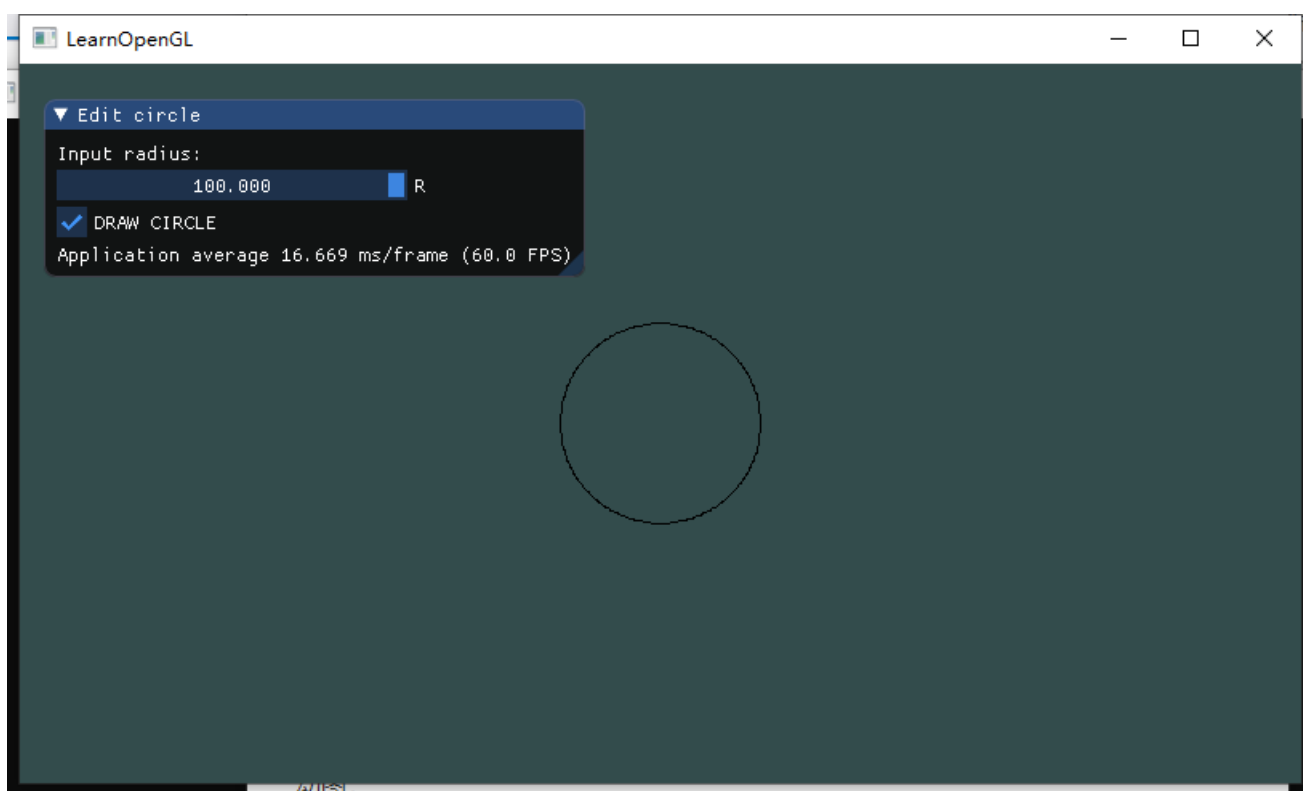 LearnOpenGL
Edit circle
Input radius:
100.000 R
DRAW CIRCLE
Application average 16.669 ms/frame (60.0 FPS)